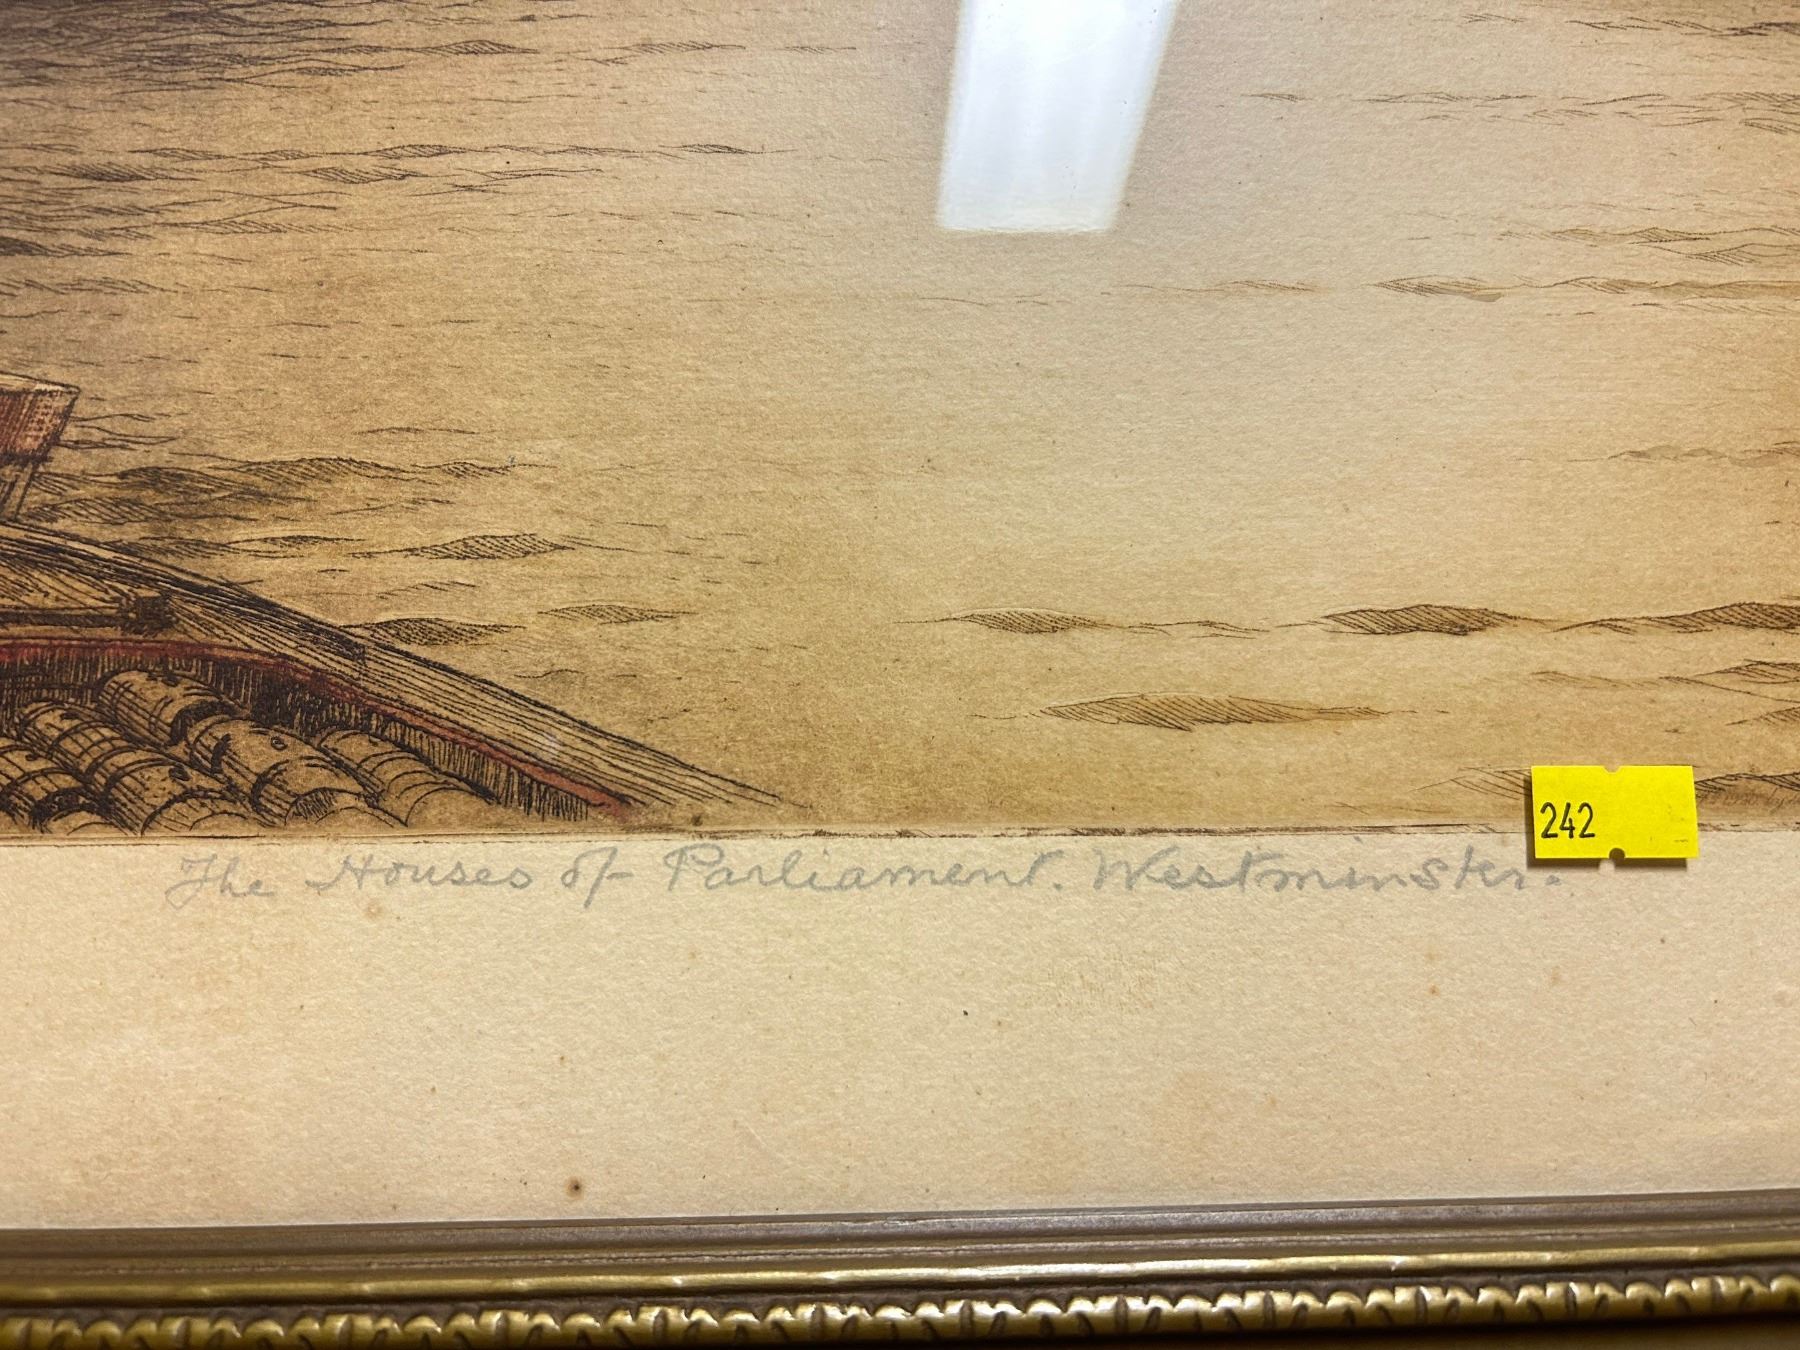 242
The Houses of Parliament. Westminster.